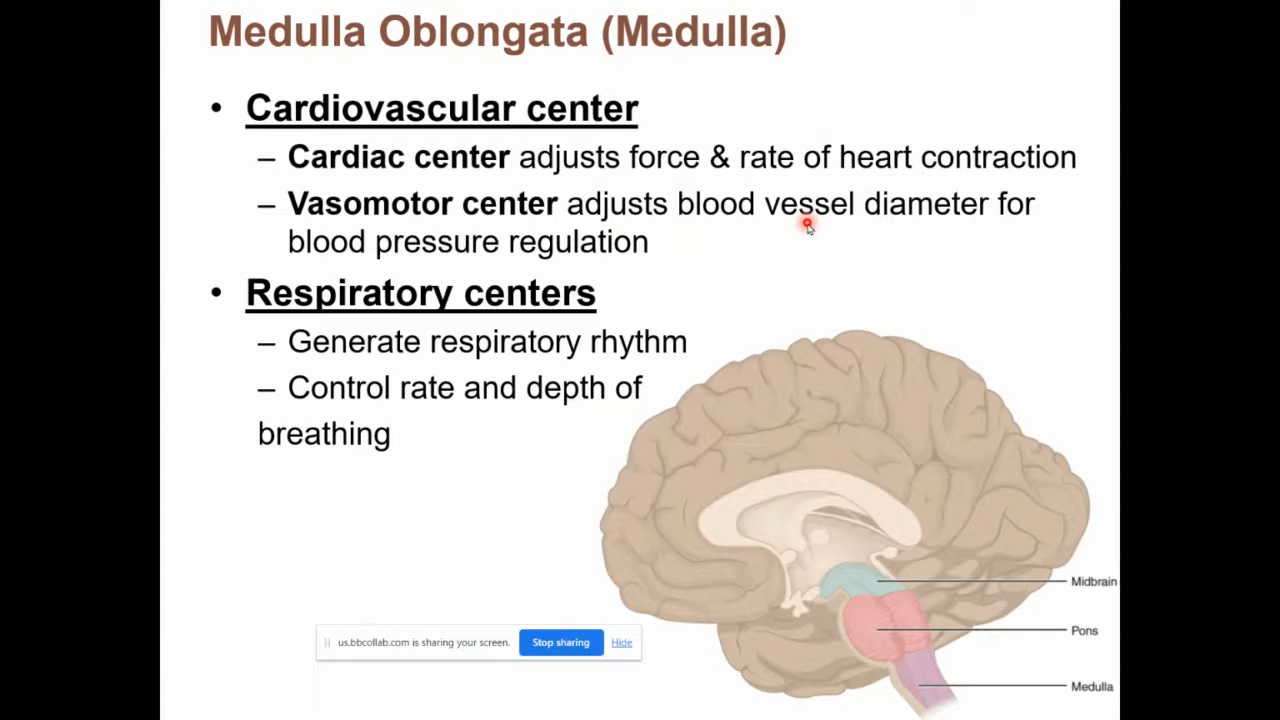 Medulla Oblongata (Medulla)
• Cardiovascular center
– Cardiac center adjusts force & rate of heart contraction
– Vasomotor center adjusts blood vessel diameter for
blood pressure regulation
• Respiratory centers
– Generate respiratory rhythm
– Control rate and depth of
breathing
Midbrain
Pons
us.bbcollab.com is sharing your screen. Stop sharing Hide
Medulla